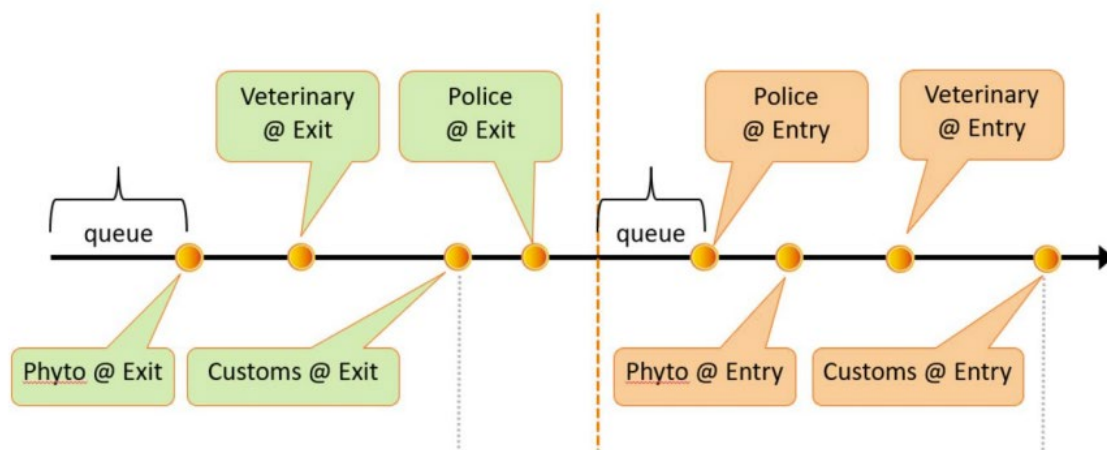 Veterinary
@ Exit
Police
@ Exit
Police
@ Entry
Veterinary
@ Entry
queue
queue
Phyto @ Exit
Customs @ Exit
Phyto @ Entry
Customs @ Entry